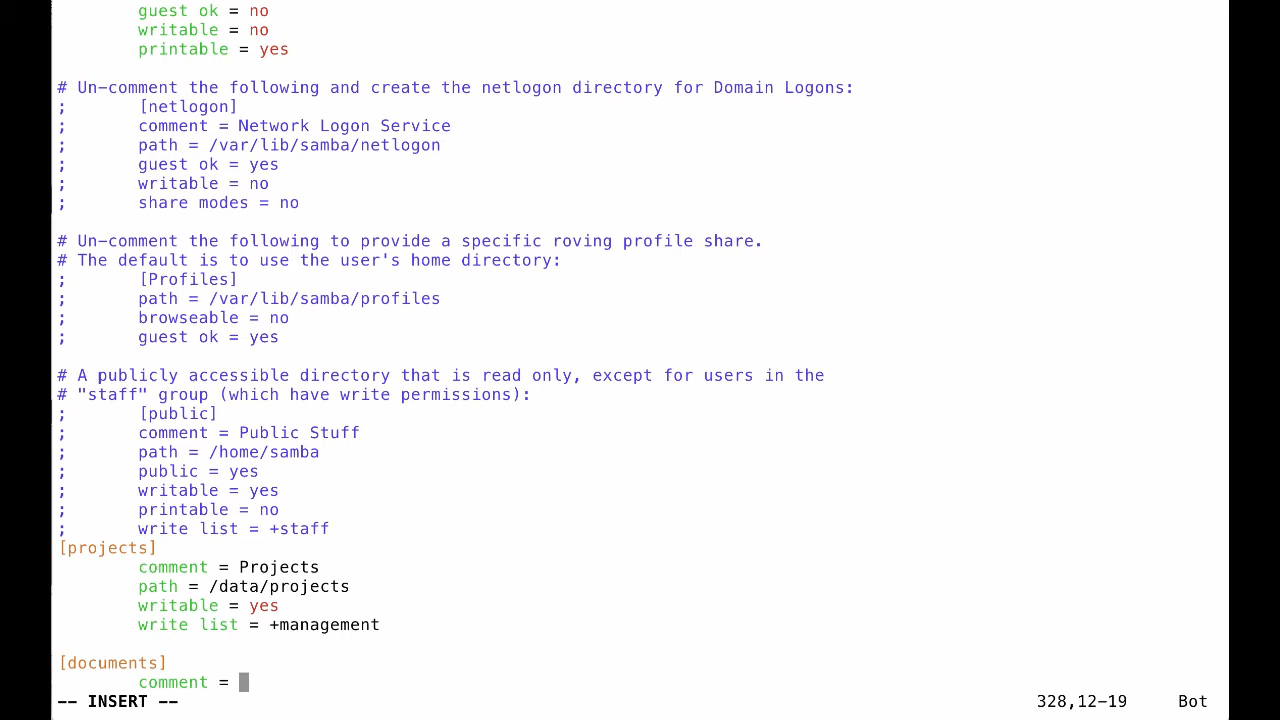 guest ok = no
writable = no
printable = yes
# Un-comment the following and create the netlogon directory for Domain Logons:
; [netlogon]
; comment = Network Logon Service
; path = /var/lib/samba/netlogon
; guest ok = yes
; writable = no
; share modes = no
# Un-comment the following to provide a specific roving profile share.
# The default is to use the user's home directory:
; [Profiles]
; path = /var/lib/samba/profiles
; browseable = no
; guest ok = yes
# A publicly accessible directory that is read only, except for users in the
# "staff" group (which have write permissions):
; [public]
; comment = Public Stuff
; path = /home/samba
; public = yes
; writable = yes
; printable = no
; write list = +staff
[projects]
comment = Projects
path = /data/projects
writable = yes
write list = +management
[documents]
comment =
-- INSERT -- 328,12-19 Bot